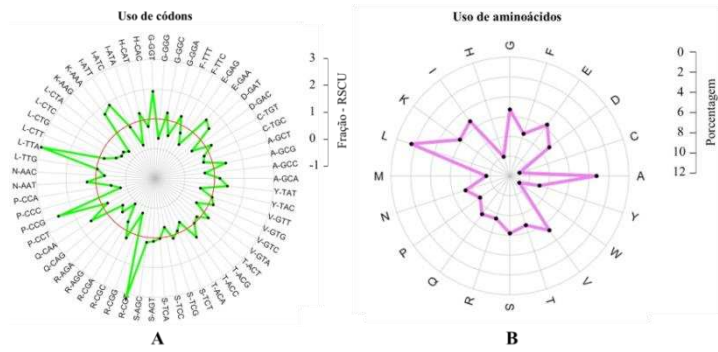 Uso de códons
G-GGT
G-GGG
G-GGC
G-GGA
F-TTT
F-TTC
E-GAG
E-GAA
D-GAT
D-GAC
C-TGT
C-TGC
A-GCT
A-GCG
A-GCC
A-GCA
Y-TAT
Y-TAC
V-GTT
V-GTG
V-GTC
V-GTA
T-ACT
T-ACG
T-ACC
T-ACA
S-TCT
S-TCG
S-TCC
S-TCA
S-AGT
S-AGC
R-CGG
R-CGC
R-CGA
R-AGG
R-AGA
Q-CAG
Q-CAA
P-CCT
P-CCG
P-CCC
P-CCA
N-AAT
N-AAC
L-TTG
L-TTA
L-CTT
L-CTG
L-CTC
L-CTA
K-AAG
K-AAA
I-ATT
I-ATC
I-ATA
H-CAT
H-CAC
3
2
1
0
-1
Fração - RSCU
A
Uso de aminoácidos
G
F
E
D
C
A
Y
W
V
T
S
R
Q
P
N
M
L
K
I
H
0
2
4
6
8
10
12
Porcentagem
B